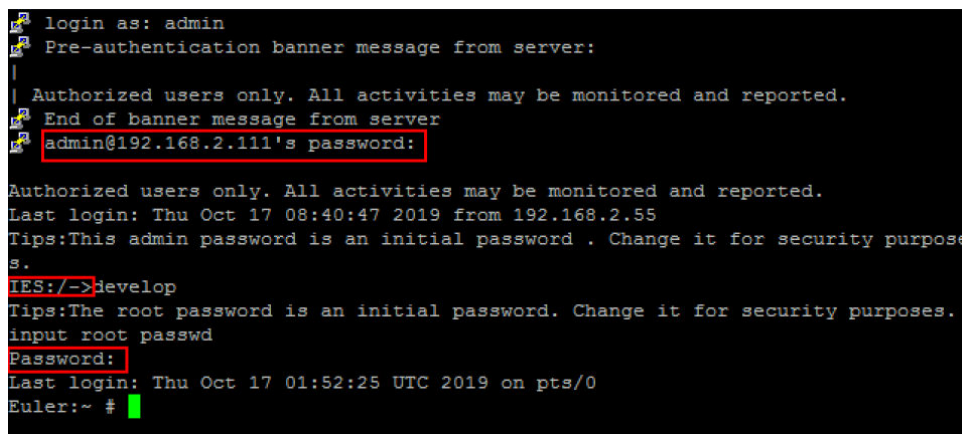 login as: admin
Pre-authentication banner message from server:
|
| Authorized users only. All activities may be monitored and reported.
End of banner message from server
admin@192.168.2.111's password:
Authorized users only. All activities may be monitored and reported.
Last login: Thu Oct 17 08:40:47 2019 from 192.168.2.55
Tips:This admin password is an initial password . Change it for security purpose
s.
IES:/->develop
Tips:The root password is an initial password. Change it for security purposes.
input root passwd
Password:
Last login: Thu Oct 17 01:52:25 UTC 2019 on pts/0
Euler:~ #